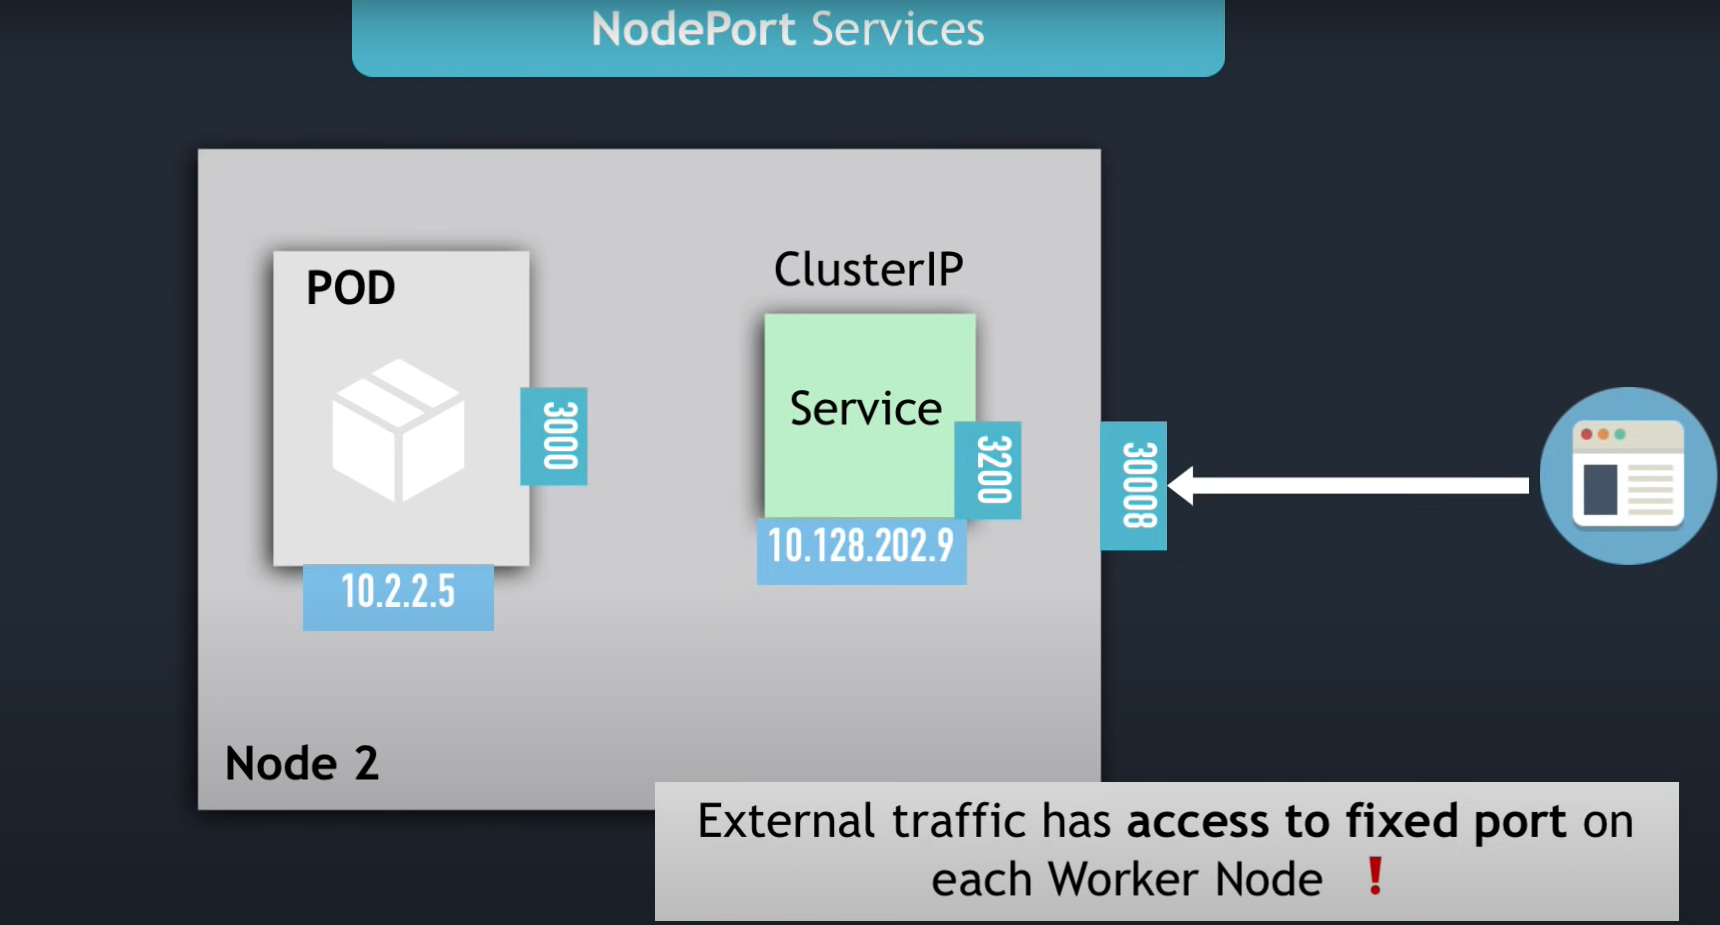 NodePort Services
POD
ClusterIP
Service
3000
3200
30008
10.128.202.9
10.2.2.5
Node 2
External traffic has access to fixed port on
each Worker Node !